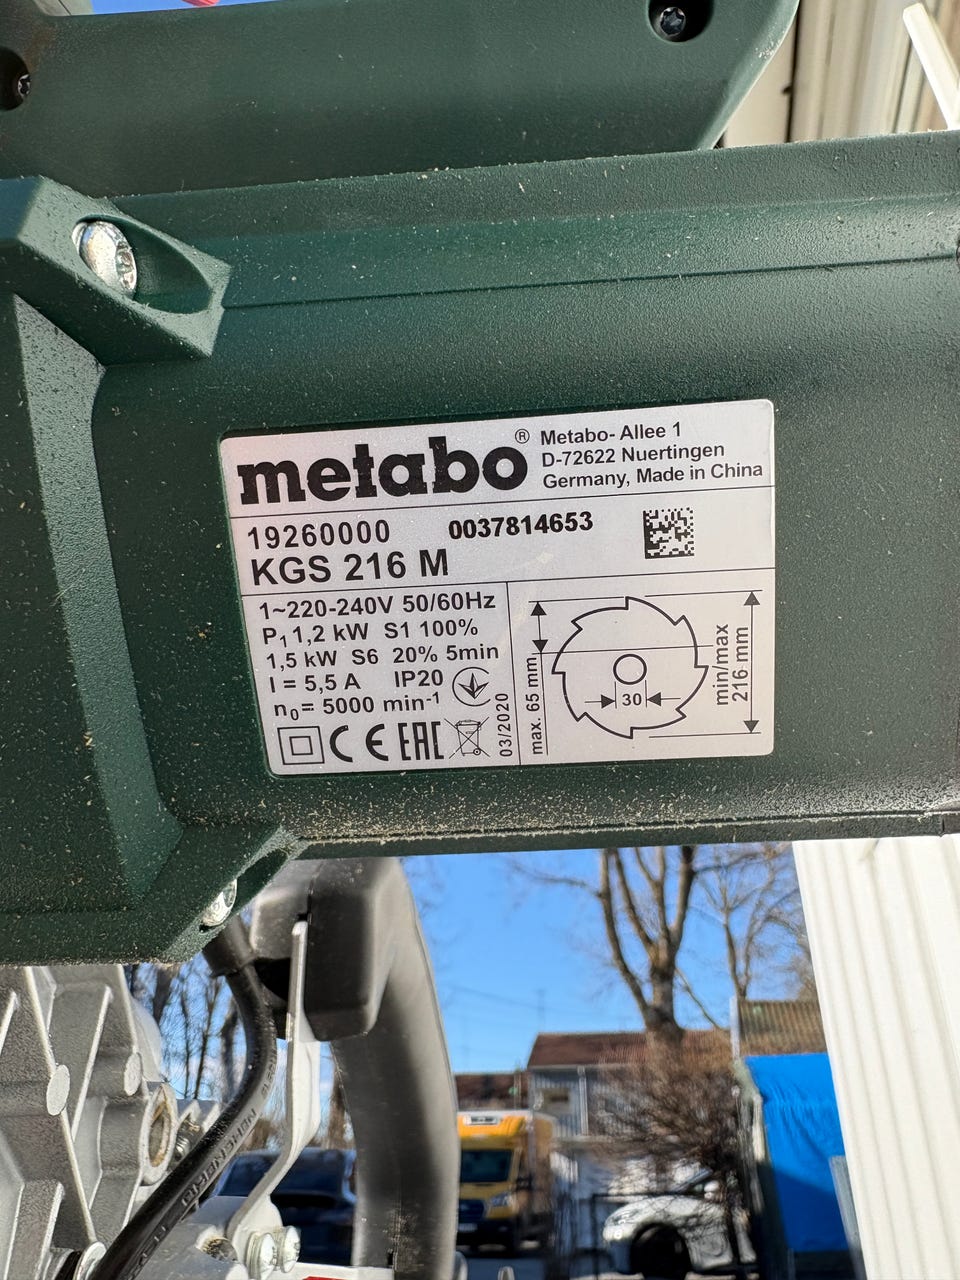 metabo®
Metabo- Allee 1
D-72622 Nuertingen
Germany, Made in China
19260000 0037814653
KGS 216 M
1~220-240V 50/60Hz
P₁ 1,2 kW S1 100%
1,5 kW S6 20% 5min
I = 5,5 A IP20
n₀= 5000 min⁻¹
CE EAC
03/2020
max. 65 mm
30
min/max
216 mm